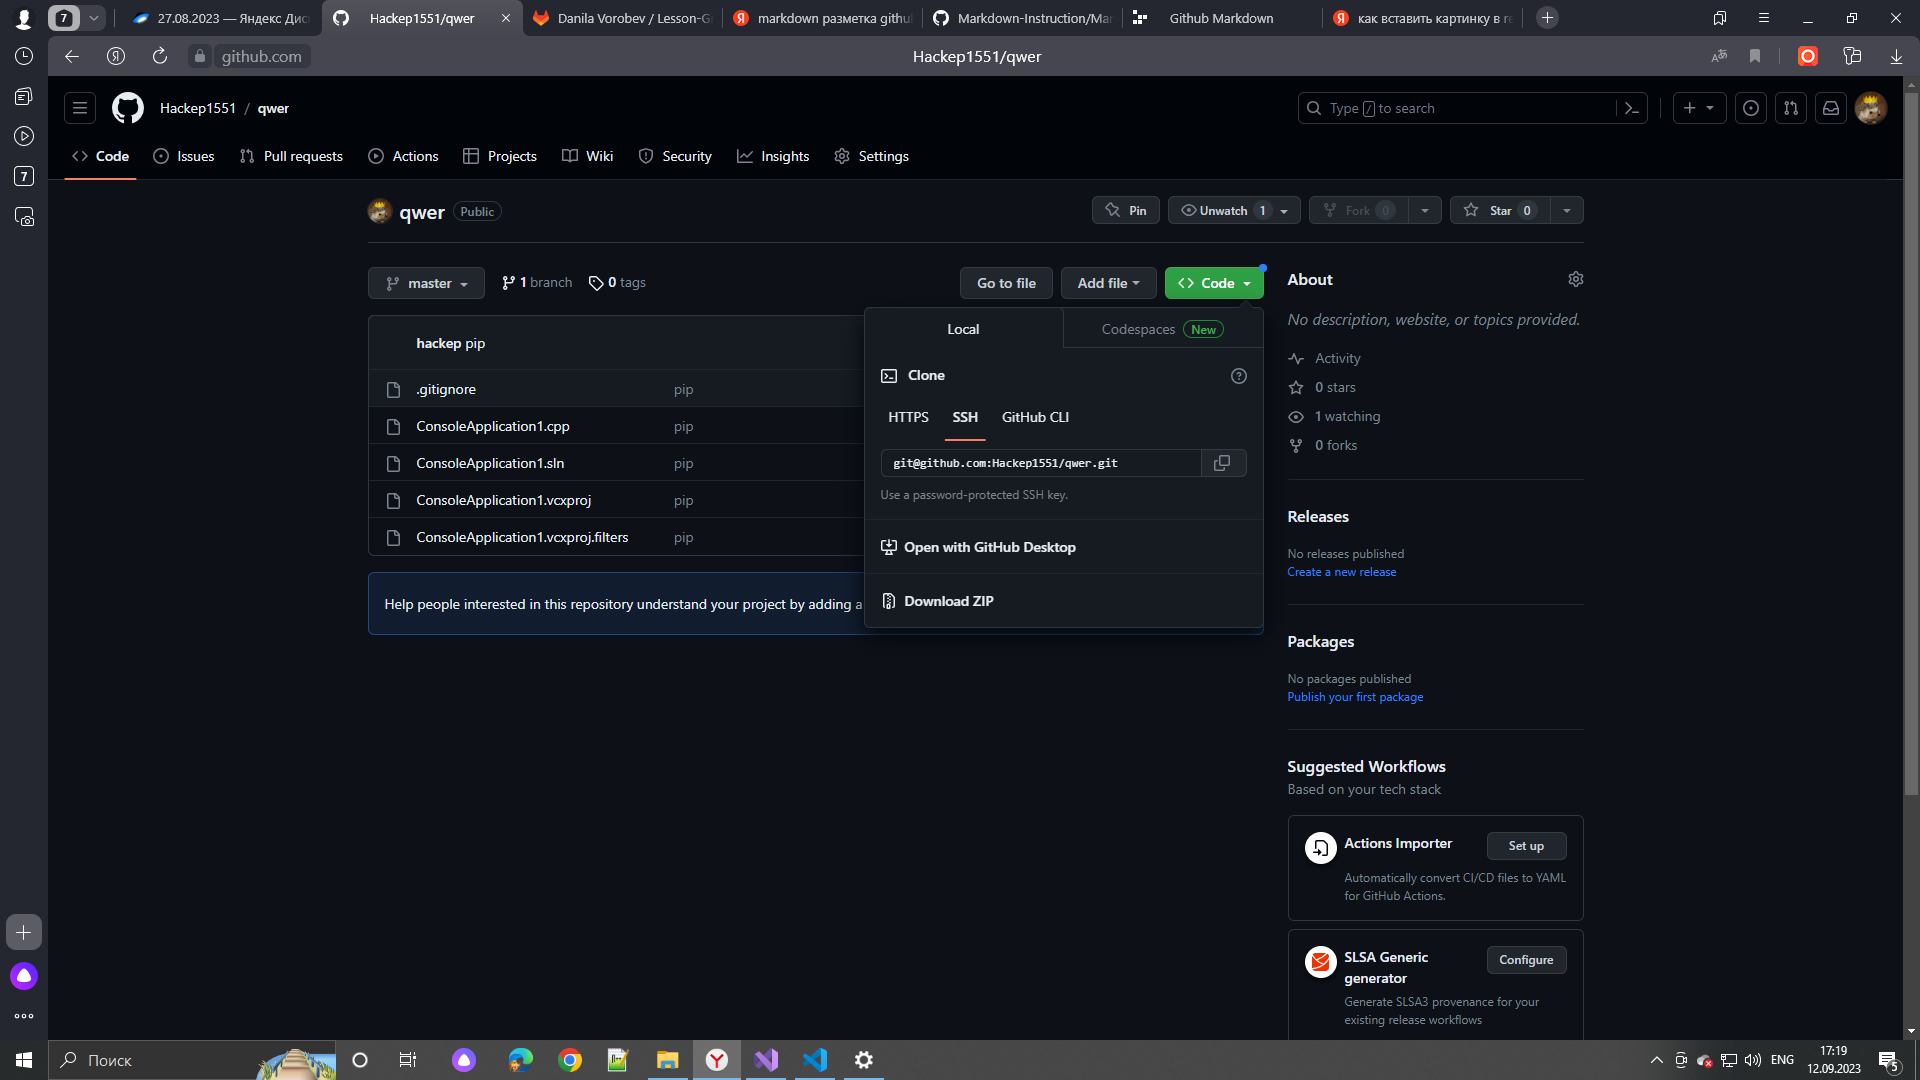 7
27.08.2023 — Яндекс Дис
Hackep1551/qwer
Danila Vorobev / Lesson-G
markdown разметка githu
Markdown-Instruction/Mar
Github Markdown
как вставить картинку в re
github.com
Hackep1551/qwer
7
Hackep1551 / qwer
Type / to search
Code
Issues
Pull requests
Actions
Projects
Wiki
Security
Insights
Settings
qwer
Public
Pin
Unwatch 1
Fork 0
Star 0
master
1 branch
0 tags
Go to file
Add file
Code
hackep pip
.gitignore pip
ConsoleApplication1.cpp pip
ConsoleApplication1.sln pip
ConsoleApplication1.vcxproj pip
ConsoleApplication1.vcxproj.filters pip
Help people interested in this repository understand your project by adding a
Local
Codespaces New
Clone
HTTPS SSH GitHub CLI
git@github.com:Hackep1551/qwer.git
Use a password-protected SSH key.
Open with GitHub Desktop
Download ZIP
About
No description, website, or topics provided.
Activity
0 stars
1 watching
0 forks
Releases
No releases published
Create a new release
Packages
No packages published
Publish your first package
Suggested Workflows
Based on your tech stack
Actions Importer
Set up
Automatically convert CI/CD files to YAML
for GitHub Actions.
SLSA Generic
generator
Configure
Generate SLSA3 provenance for your
existing release workflows
Поиск
ENG
17:19
12.09.2023
5